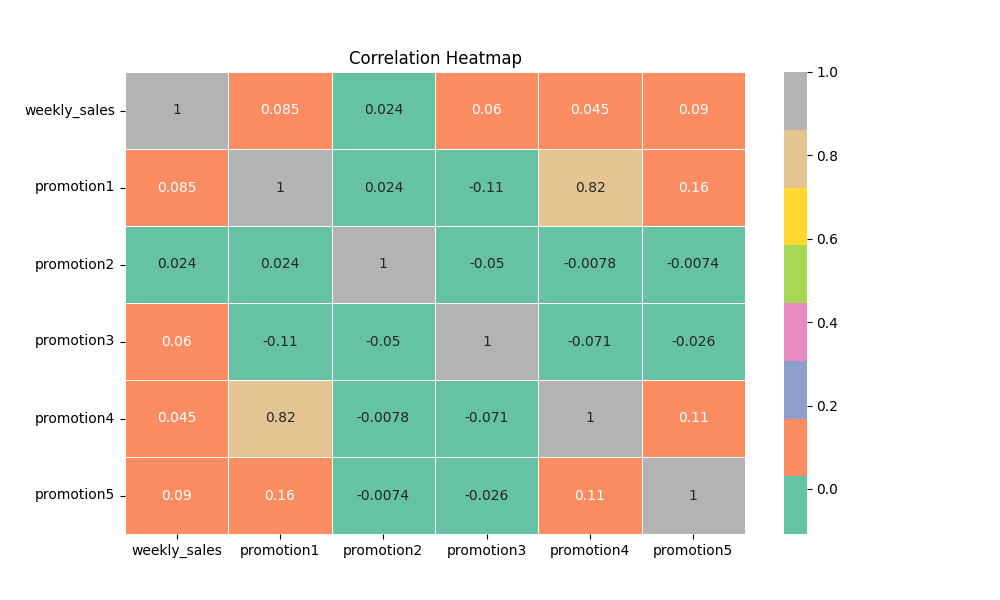 Correlation Heatmap
weekly_sales 1 0.085 0.024 0.06 0.045 0.09
promotion1 0.085 1 0.024 -0.11 0.82 0.16
promotion2 0.024 0.024 1 -0.05 -0.0078 -0.0074
promotion3 0.06 -0.11 -0.05 1 -0.071 -0.026
promotion4 0.045 0.82 -0.0078 -0.071 1 0.11
promotion5 0.09 0.16 -0.0074 -0.026 0.11 1
weekly_sales promotion1 promotion2 promotion3 promotion4 promotion5
1.0
0.8
0.6
0.4
0.2
0.0